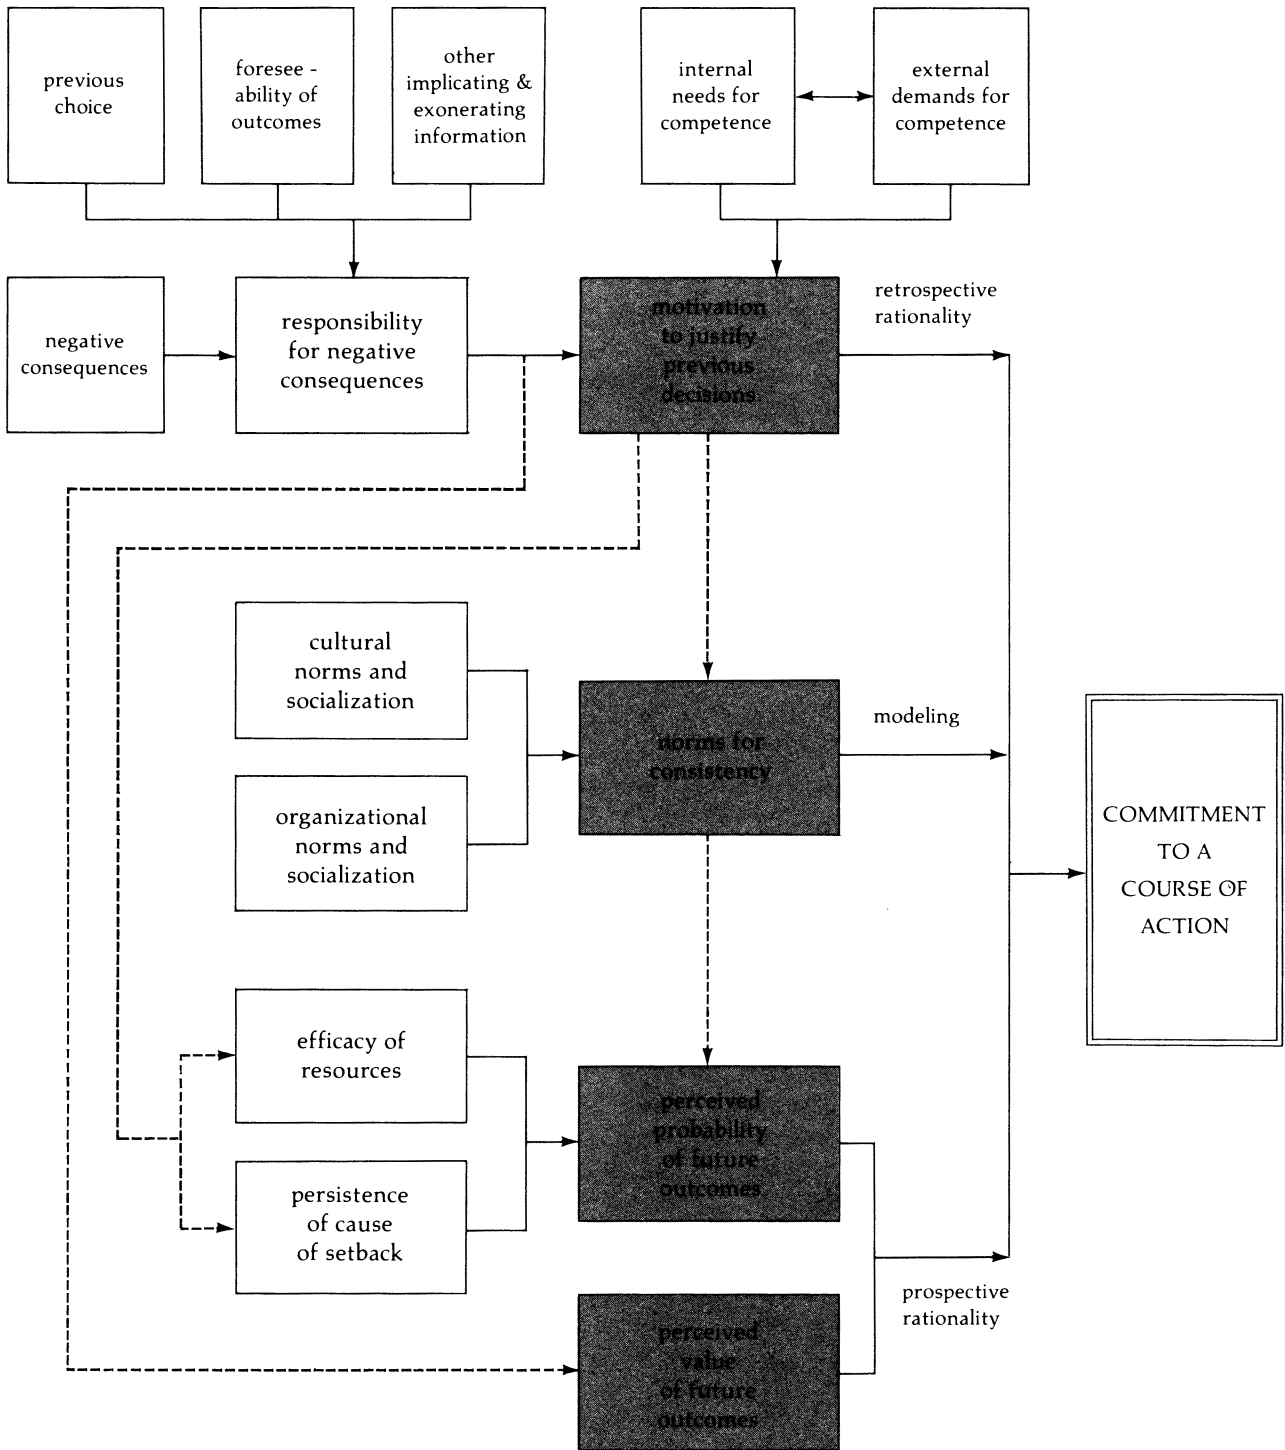 previous
choice
foresee -
ability of
outcomes
other
implicating &
exonerating
information
internal
needs for
competence
external
demands for
competence
negative
consequences
responsibility
for negative
consequences
motivation
to justify
previous
decisions
retrospective
rationality
cultural
norms and
socialization
organizational
norms and
socialization
norms for
consistency
modeling
COMMITMENT
TO A
COURSE OF
ACTION
efficacy of
resources
persistence
of cause
of setback
perceived
probability
of future
outcomes
perceived
value
of future
outcomes
prospective
rationality